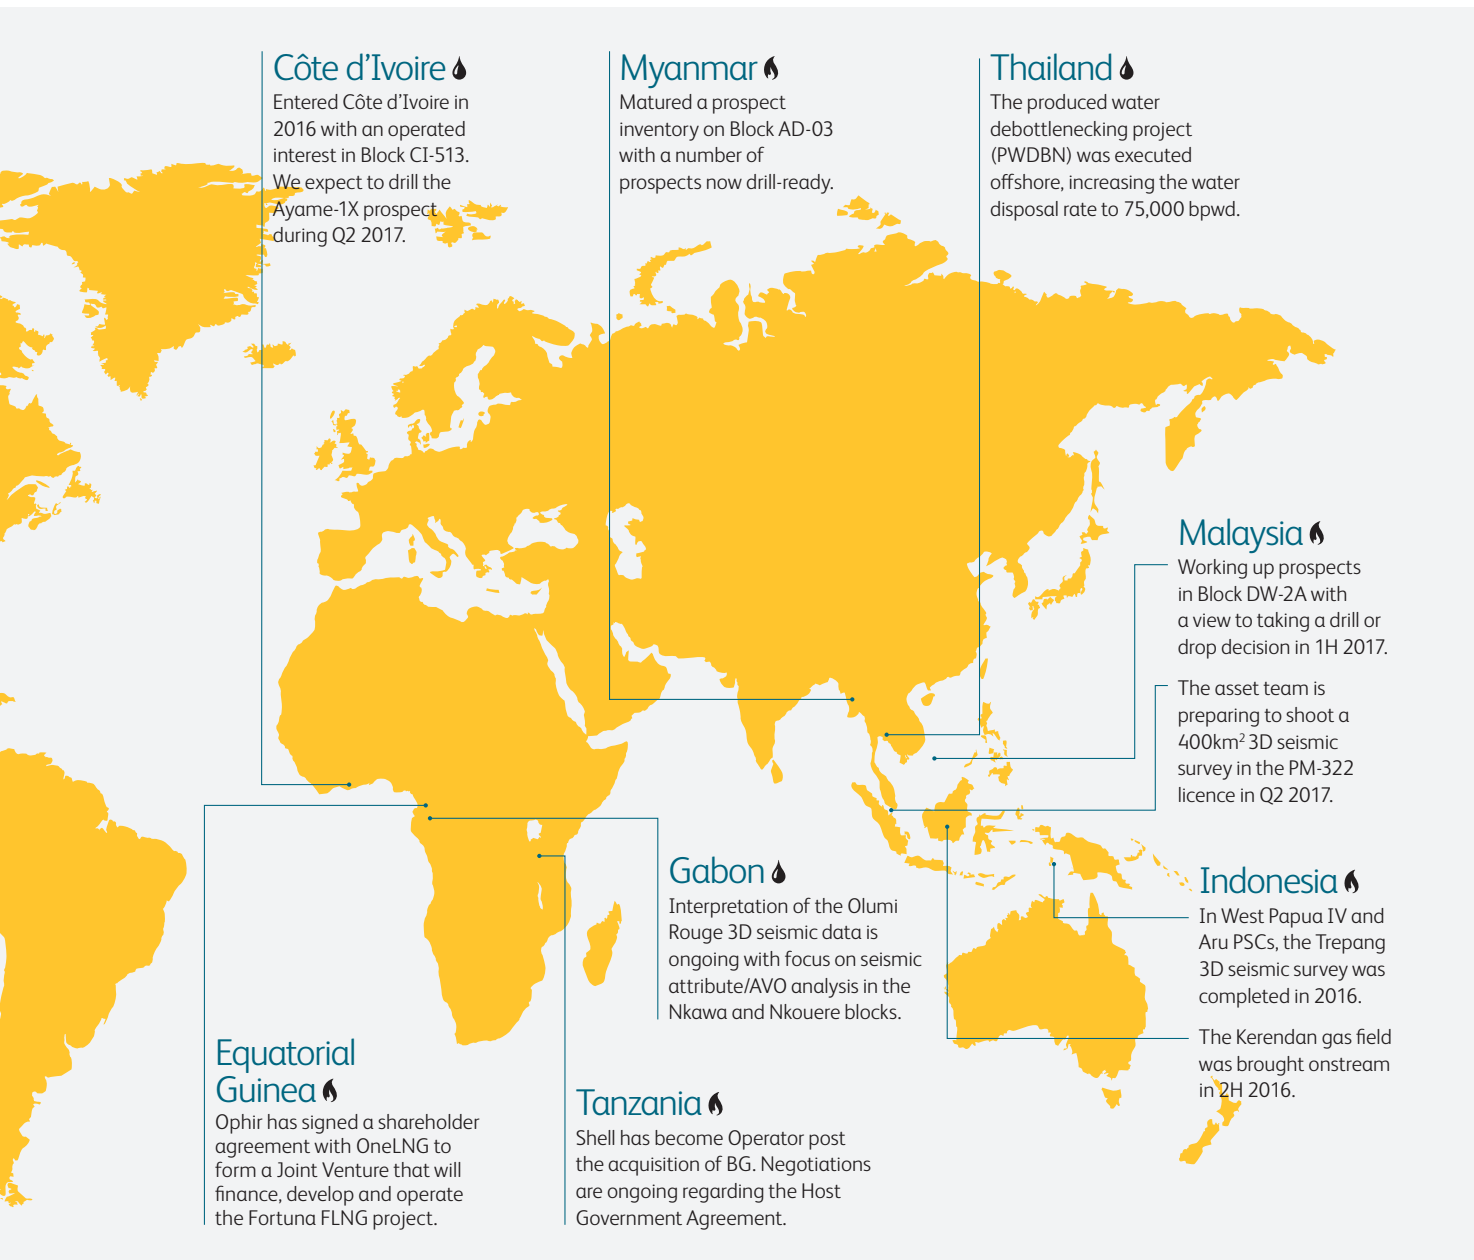 Côte d'Ivoire
Entered Côte d'Ivoire in
2016 with an operated
interest in Block CI-513.
We expect to drill the
Ayame-1X prospect
during Q2 2017.
Myanmar
Matured a prospect
inventory on Block AD-03
with a number of
prospects now drill-ready.
Thailand
The produced water
debottlenecking project
(PWDBN) was executed
offshore, increasing the water
disposal rate to 75,000 bpwd.
Malaysia
Working up prospects
in Block DW-2A with
a view to taking a drill or
drop decision in 1H 2017.
The asset team is
preparing to shoot a
400km² 3D seismic
survey in the PM-322
licence in Q2 2017.
Gabon
Interpretation of the Olumi
Rouge 3D seismic data is
ongoing with focus on seismic
attribute/AVO analysis in the
Nkawa and Nkouere blocks.
Indonesia
In West Papua IV and
Aru PSCs, the Trepang
3D seismic survey was
completed in 2016.
The Kerendan gas field
was brought onstream
in 2H 2016.
Equatorial
Guinea
Ophir has signed a shareholder
agreement with OneLNG to
form a Joint Venture that will
finance, develop and operate
the Fortuna FLNG project.
Tanzania
Shell has become Operator post
the acquisition of BG. Negotiations
are ongoing regarding the Host
Government Agreement.